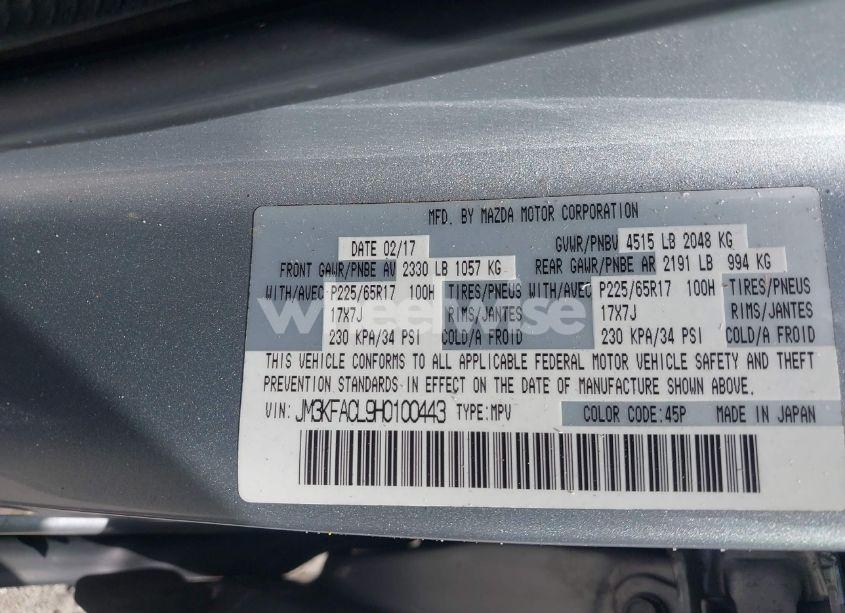 MFD. BY MAZDA MOTOR CORPORATION
DATE 02/17 GVWR/PNBV 4515 LB 2048 KG
FRONT GAWR/PNBE AV 2330 LB 1057 KG REAR GAWR/PNBE AR 2191 LB 994 KG
WITH/AVEC P225/65R17 100H TIRES/PNEUS WITH/AVEC P225/65R17 100H TIRES/PNEUS
17X7J RIMS/JANTES 17X7J RIMS/JANTES
230 KPA/34 PSI COLD/A FROID 230 KPA/34 PSI COLD/A FROID
wheelwise
THIS VEHICLE CONFORMS TO ALL APPLICABLE FEDERAL MOTOR VEHICLE SAFETY AND THEFT
PREVENTION STANDARDS IN EFFECT ON THE DATE OF MANUFACTURE SHOWN ABOVE.
VIN: JM3KFACL9H0100443 TYPE:MPV COLOR CODE:45P MADE IN JAPAN